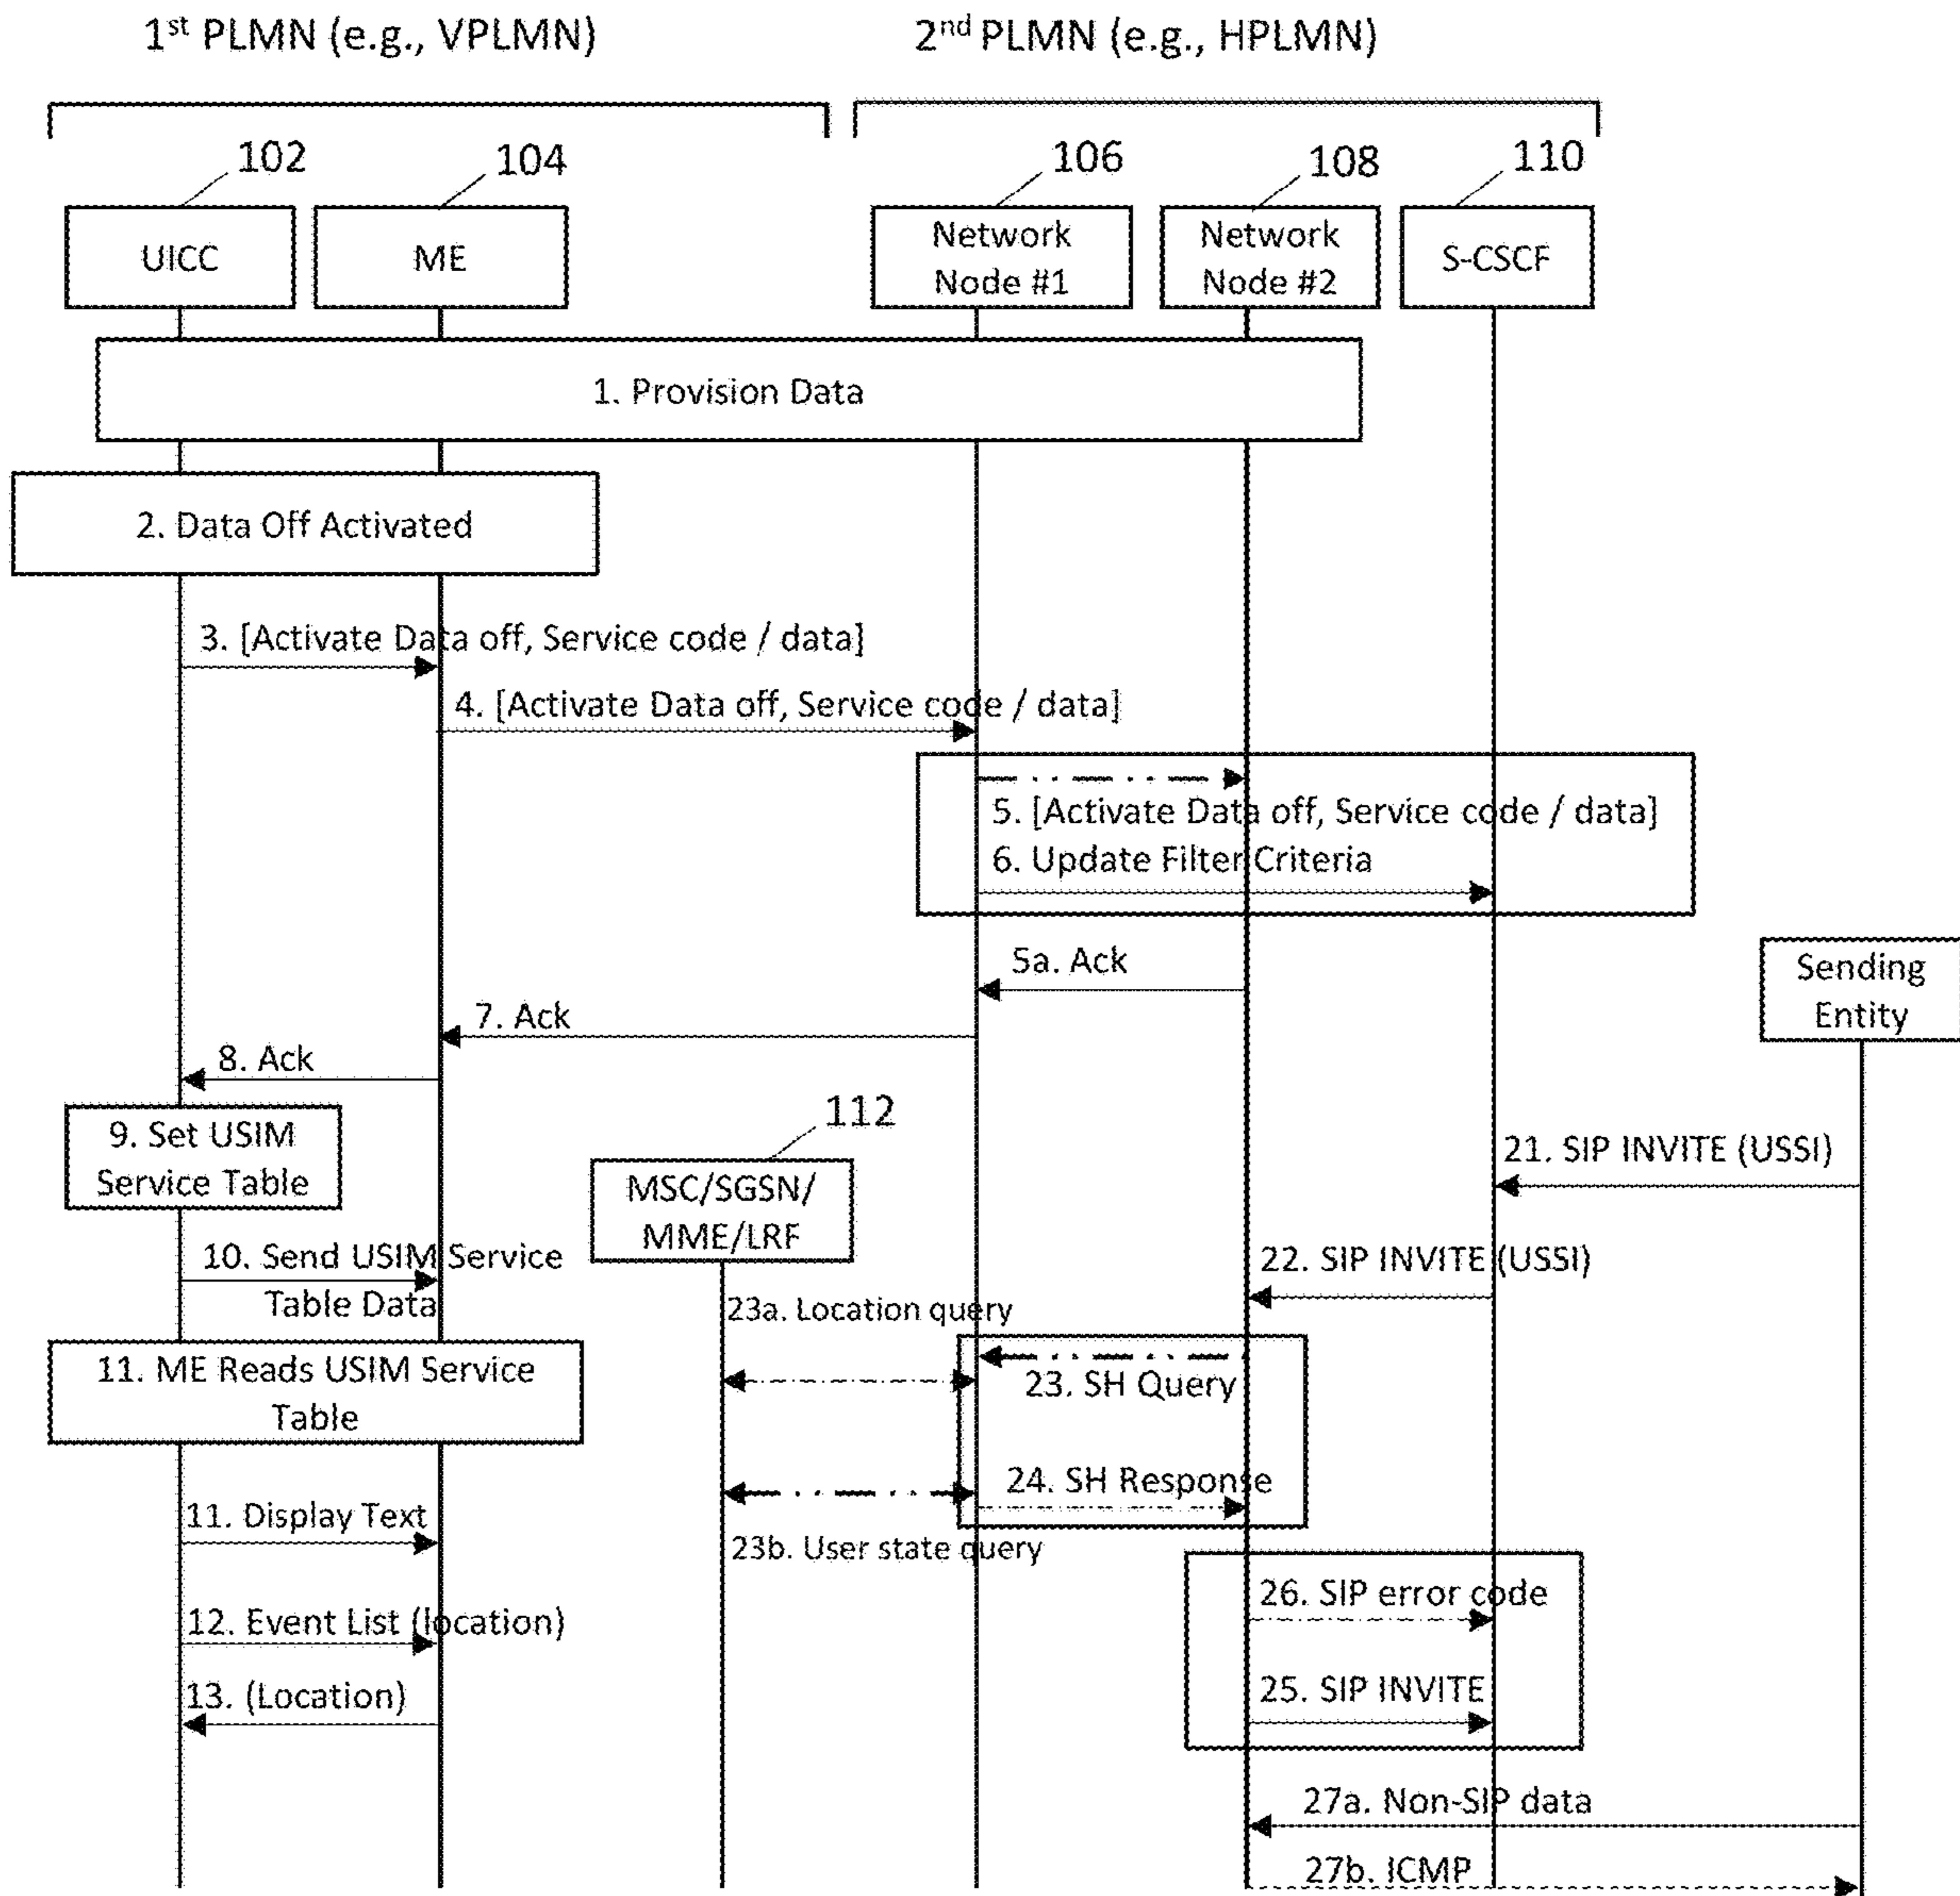 1st PLMN (e.g., VPLMN)
2nd PLMN (e.g., HPLMN)
102
104
106
108
110
UICC
ME
Network
Node #1
Network
Node #2
S-CSCF
1. Provision Data
2. Data Off Activated
3. [Activate Data off, Service code / data]
4. [Activate Data off, Service code / data]
5. [Activate Data off, Service code / data]
6. Update Filter Criteria
5a. Ack
Sending
Entity
7. Ack
8. Ack
9. Set USIM
Service Table
112
MSC/SGSN/
MME/LRF
21. SIP INVITE (USSI)
10. Send USIM Service
Table Data
22. SIP INVITE (USSI)
23a. Location query
11. ME Reads USIM Service
Table
23. SH Query
24. SH Response
11. Display Text
23b. User state query
26. SIP error code
12. Event List (location)
25. SIP INVITE
13. (Location)
27a. Non-SIP data
27b. ICMP